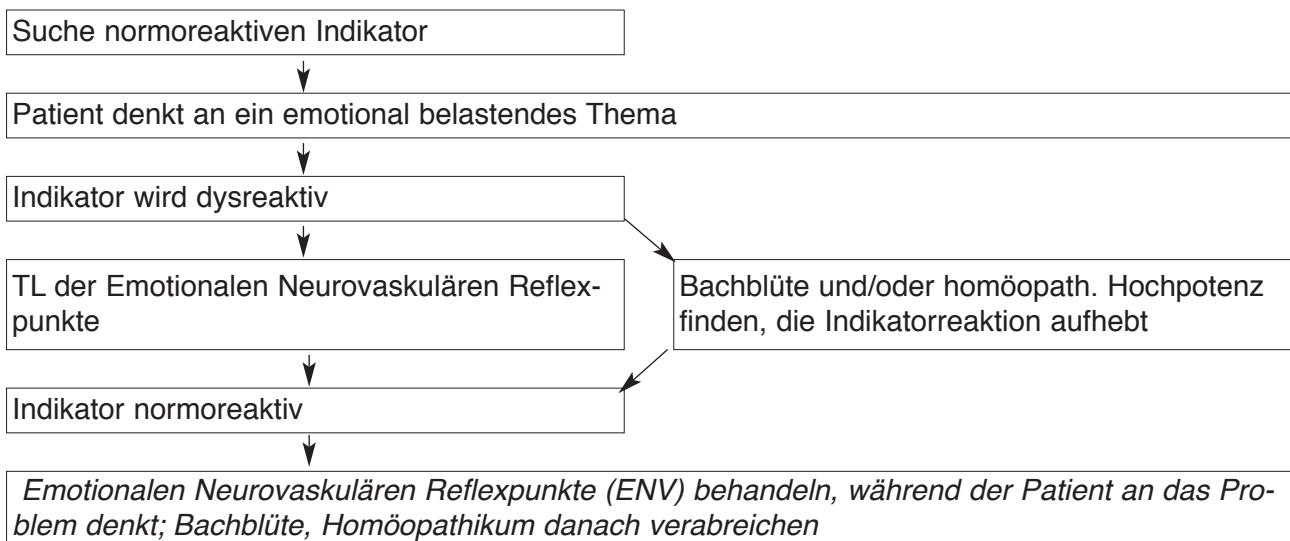 Suche normoreaktiven Indikator
Patient denkt an ein emotional belastendes Thema
Indikator wird dysreaktiv
TL der Emotionalen Neurovaskulären Reflex-
punkte
Bachblüte und/oder homöopath. Hochpotenz
finden, die Indikatorreaktion aufhebt
Indikator normoreaktiv
Emotionalen Neurovaskulären Reflexpunkte (ENV) behandeln, während der Patient an das Pro-
blem denkt; Bachblüte, Homöopathikum danach verabreichen